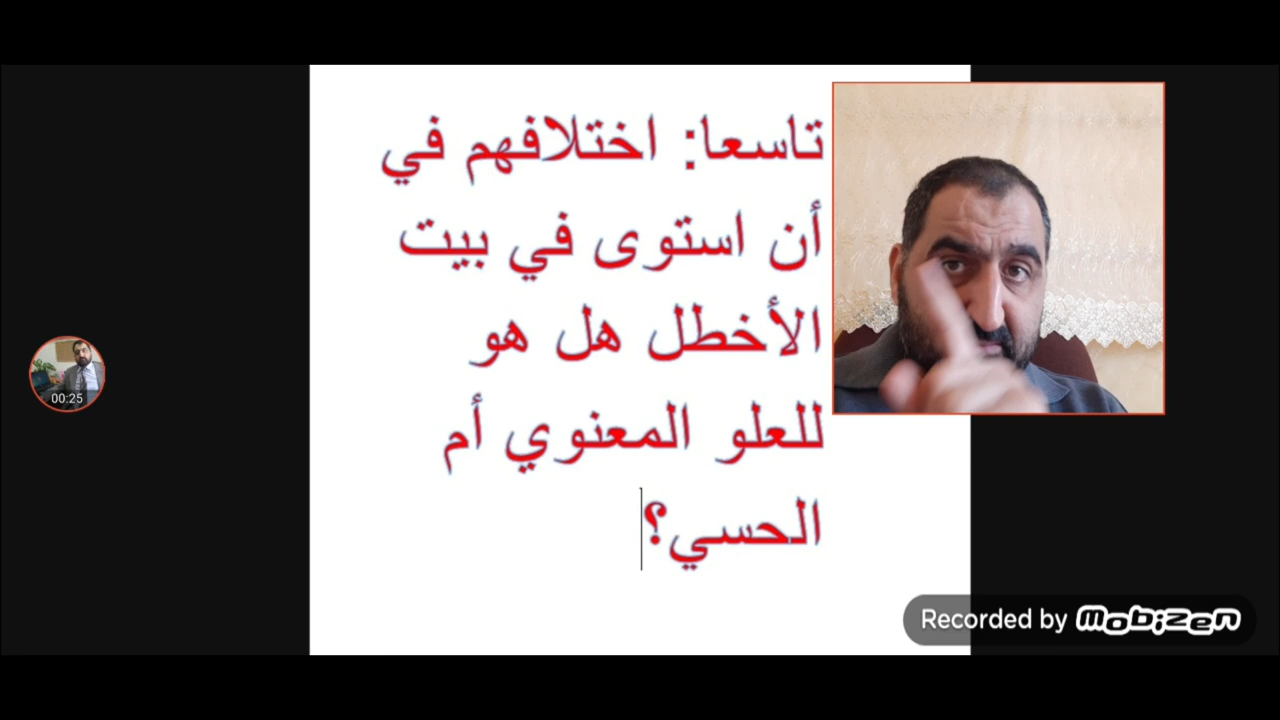 تاسعا: اختلافهم في
أن استوى في بيت
الأخطل هل هو
للعلو المعنوي أم
الحسي؟
00:25
Recorded by Mobizen